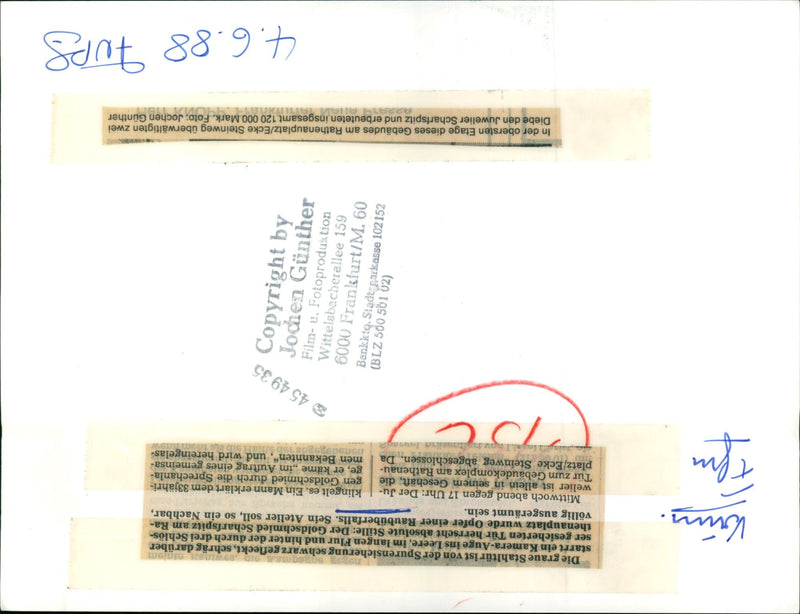 4.6.88 FNP8
In der obersten Etage dieses Gebäudes am Rathenauplatz/Ecke Steinweg überwältigten zwei
Diebe den Juwelier Scharfspitz und erbeuteten insgesamt 120 000 Mark. Foto: Jochen Günther
Copyright by
Jochen Günther
Film- u. Fotoproduktion
Wittelsbacherallee 159
6000 Frankfurt/M. 60
Bankkto. Stadtsparkasse 102152
(BLZ 500 501 02)
454935
Die graue Stahltür ist von der Spurensicherung schwarz gefleckt, schräg darüber
starrt ein Kamera-Auge ins Leere, im langen Flur und hinter der durch drei Schlös-
ser gesicherten Tür herrscht absolute Stille: Der Goldschmied Scharfspitz am Ra-
thenauplatz wurde Opfer einer Raubüberfalls. Sein Atelier soll, so ein Nachbar,
völlig ausgeräumt sein.
Mittwoch abend gegen 17 Uhr: Der Ju-
welier ist allein in seinem Geschäft, die
Tür zum Gebäudekomplex am Rathenau-
platz/Ecke Steinweg abgeschlossen. Da
klingelt es. Ein Mann erklärt dem 33jähri-
gen Goldschmied durch die Sprechanla-
ge, er käme „im Auftrag eines gemeinsa-
men Bekannten", und wird hereingelas-
Krim.
Ffm